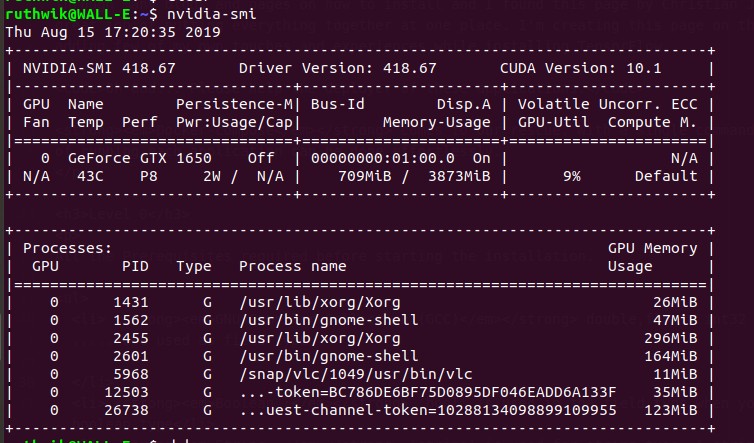 ruthwik@WALL-E:~$ nvidia-smi
Thu Aug 15 17:20:35 2019
+-----------------------------------------------------------------------------+
| NVIDIA-SMI 418.67       Driver Version: 418.67       CUDA Version: 10.1     |
|-------------------------------+----------------------+----------------------+
| GPU  Name        Persistence-M| Bus-Id        Disp.A | Volatile Uncorr. ECC |
| Fan  Temp  Perf  Pwr:Usage/Cap|         Memory-Usage | GPU-Util  Compute M. |
|===============================+======================+======================|
|   0  GeForce GTX 1650    Off  | 00000000:01:00.0  On |                  N/A |
| N/A   43C    P8     2W /  N/A |    709MiB /  3873MiB |      9%      Default |
+-------------------------------+----------------------+----------------------+
+-----------------------------------------------------------------------------+
| Processes:                                                       GPU Memory |
|  GPU       PID   Type   Process name                             Usage      |
|=============================================================================|
|    0      1431      G   /usr/lib/xorg/Xorg                            26MiB |
|    0      1562      G   /usr/bin/gnome-shell                          47MiB |
|    0      2455      G   /usr/lib/xorg/Xorg                           296MiB |
|    0      2601      G   /usr/bin/gnome-shell                         164MiB |
|    0      5968      G   /snap/vlc/1049/usr/bin/vlc                    11MiB |
|    0     12503      G   ...-token=BC786DE6BF75D0895DF046EADD6A133F    35MiB |
|    0     26738      G   ...uest-channel-token=10288134098899109955   123MiB |
+-----------------------------------------------------------------------------+